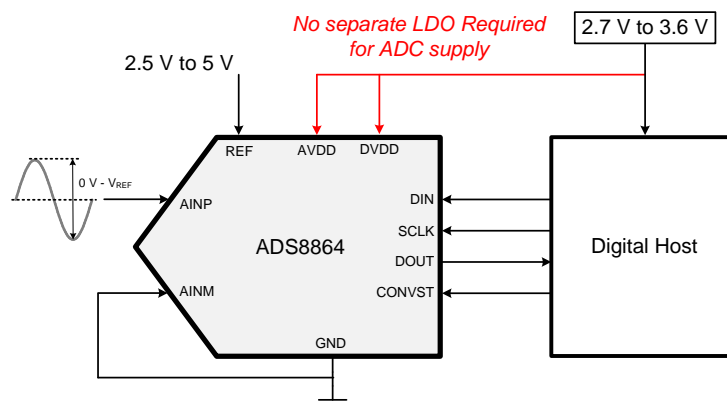 No separate LDO Required
for ADC supply
2.7 V to 3.6 V
2.5 V to 5 V
REF
AVDD
DVDD
0 V - VREF
AINP
DIN
SCLK
ADS8864
DOUT
Digital Host
AINM
CONVST
GND